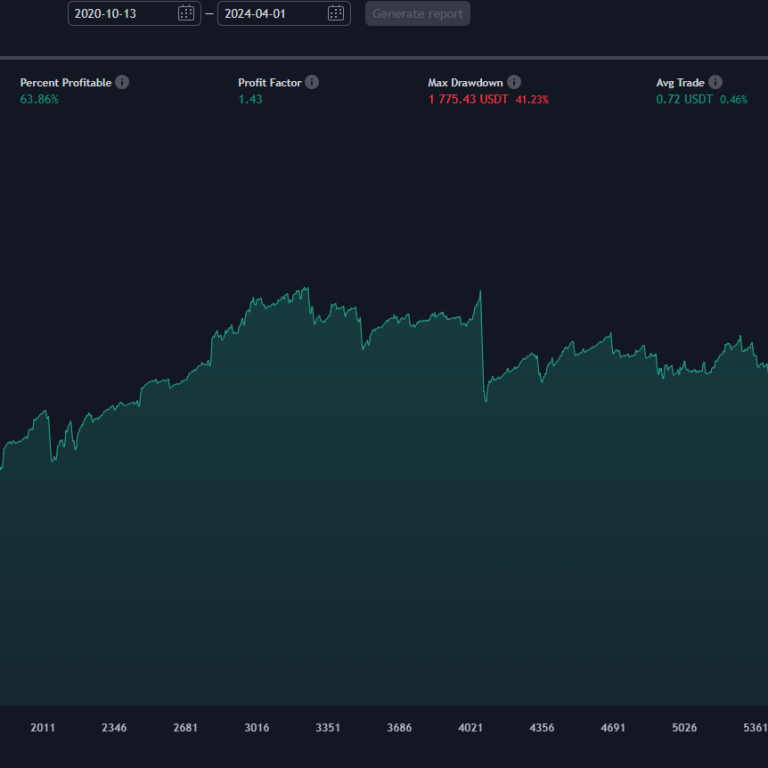 2020-10-13 — 2024-04-01 Generate report
Percent Profitable Profit Factor Max Drawdown Avg Trade
63.86% 1.43 1 775.43 USDT 41.23% 0.72 USDT 0.46%
2011 2346 2681 3016 3351 3686 4021 4356 4691 5026 5361